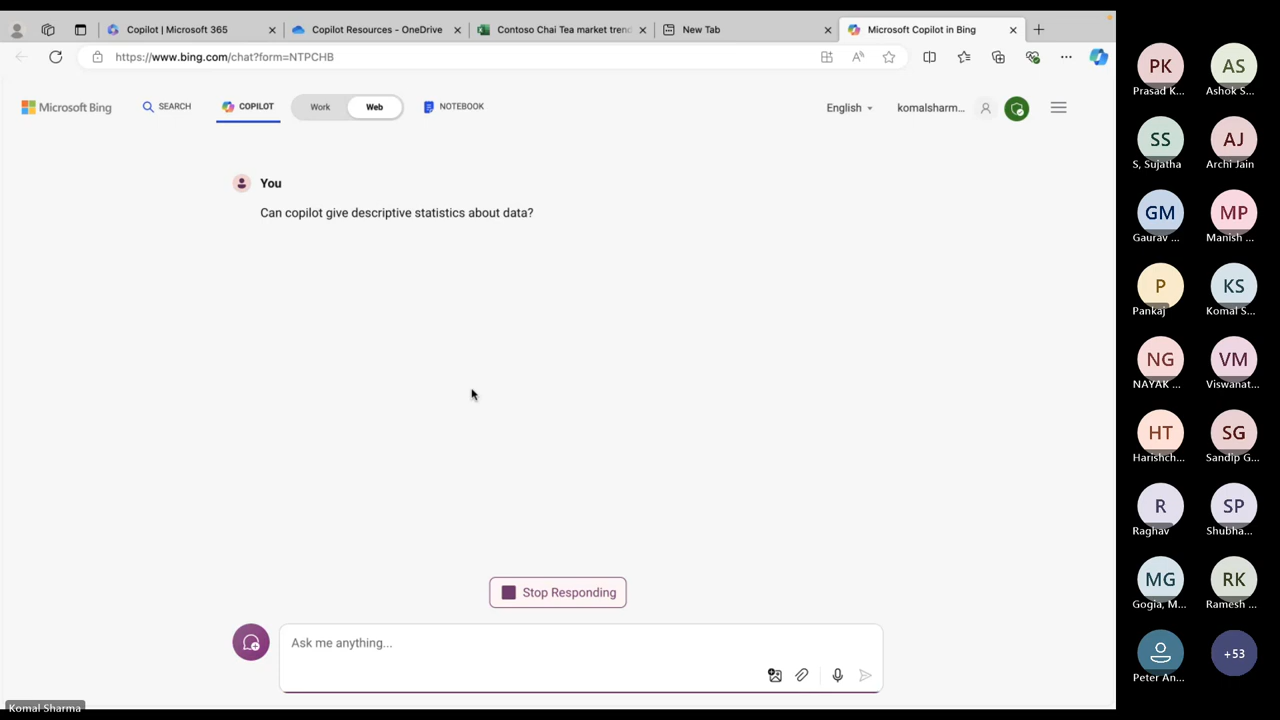 Copilot | Microsoft 365
Copilot Resources - OneDrive
Contoso Chai Tea market trend
New Tab
Microsoft Copilot in Bing
https://www.bing.com/chat?form=NTPCHB
Microsoft Bing
SEARCH
COPILOT
Work
Web
NOTEBOOK
English
komalsharm...
You
Can copilot give descriptive statistics about data?
Stop Responding
Ask me anything...
Komal Sharma
PK
AS
Prasad K...
Ashok S...
SS
AJ
S, Sujatha
Archi Jain
GM
MP
Gaurav ...
Manish ...
P
KS
Pankaj
Komal S...
NG
VM
NAYAK ...
Viswanat...
HT
SG
Harishch...
Sandip G...
R
SP
Raghav
Shubha...
MG
RK
Gogia, M...
Ramesh ...
+53
Peter An...